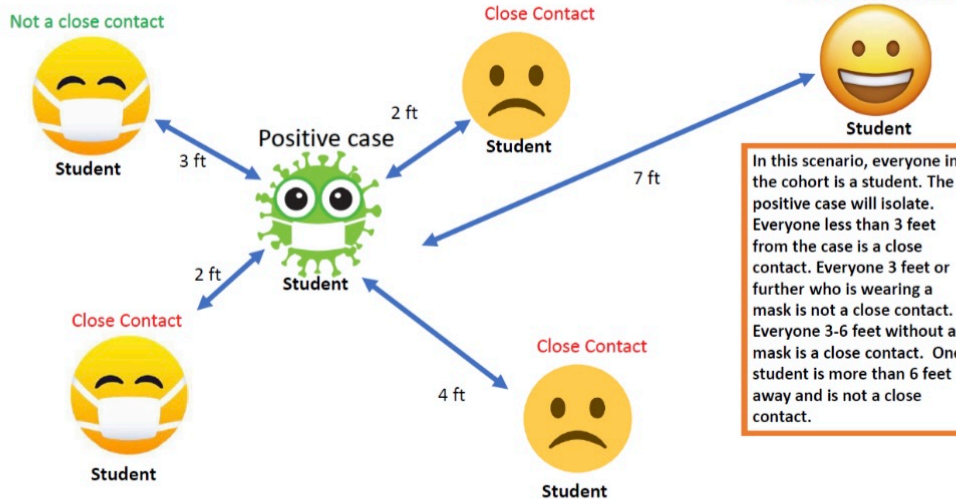 Not a close contact
Close Contact
2 ft
Positive case
Student
Student
Student
3 ft
7 ft
2 ft
Student
Close Contact
Close Contact
4 ft
Student
Student
In this scenario, everyone in
the cohort is a student. The
positive case will isolate.
Everyone less than 3 feet
from the case is a close
contact. Everyone 3 feet or
further who is wearing a
mask is not a close contact.
Everyone 3-6 feet without a
mask is a close contact. One
student is more than 6 feet
away and is not a close
contact.